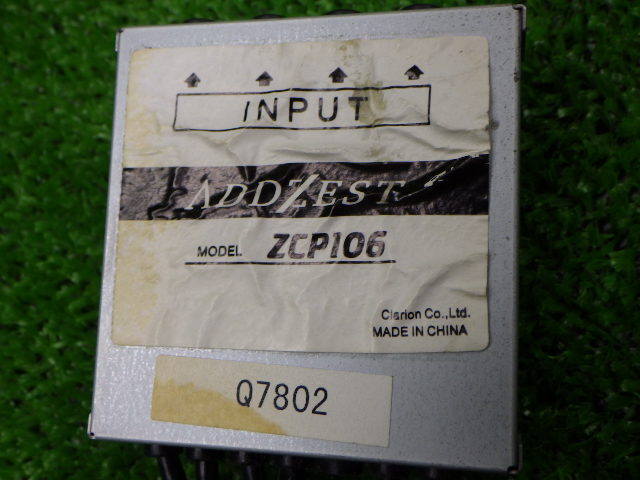 INPUT
ADDZEST
MODEL ZCP106
Clarion Co.,Ltd.
MADE IN CHINA
Q7802